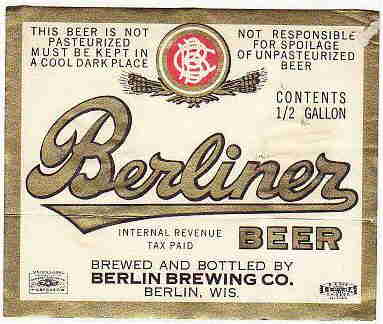 THIS BEER IS NOT
PASTEURIZED
MUST BE KEPT IN
A COOL DARK PLACE
NOT RESPONSIBLE
FOR SPOILAGE
OF UNPASTEURIZED
BEER
CONTENTS
1/2 GALLON
Berliner
INTERNAL REVENUE
TAX PAID
BEER
BREWED AND BOTTLED BY
BERLIN BREWING CO.
BERLIN, WIS.